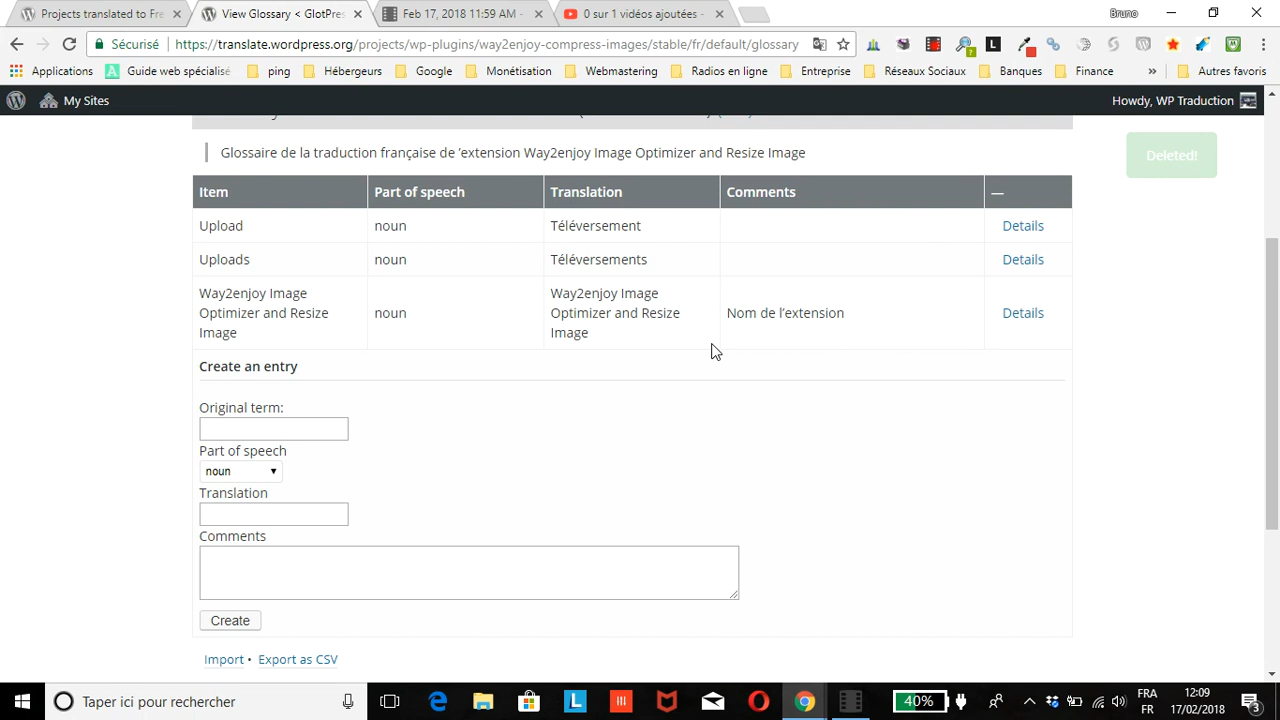 Projects translated to Fre
View Glossary < GlotPres
Feb 17, 2018 11:59 AM -
0 sur 1 vidéos ajoutées -
Bruno
Sécurisé
https://translate.wordpress.org/projects/wp-plugins/way2enjoy-compress-images/stable/fr/default/glossary
Applications
Guide web spécialisé
ping
Hébergeurs
Google
Monétisation
Webmastering
Radios en ligne
Entreprise
Réseaux Sociaux
Banques
Finance
»
Autres favoris
My Sites
Howdy, WP Traduction
Glossaire de la traduction française de 'extension Way2enjoy Image Optimizer and Resize Image
Deleted!
Item Part of speech Translation Comments —
Upload noun Téléversement Details
Uploads noun Téléversements Details
Way2enjoy Image Optimizer and Resize Image
noun
Way2enjoy Image Optimizer and Resize Image
Nom de l'extension
Details
Create an entry
Original term:
Part of speech
noun
Translation
Comments
Create
Import • Export as CSV
Taper ici pour rechercher
40%
FRA
FR
12:09
17/02/2018
3